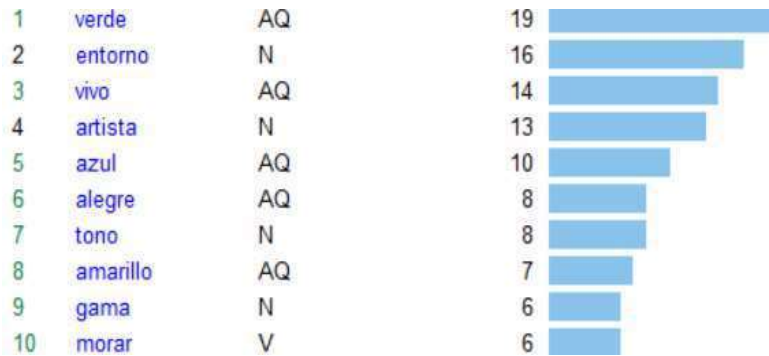 1 verde AQ 19
2 entorno N 16
3 vivo AQ 14
4 artista N 13
5 azul AQ 10
6 alegre AQ 8
7 tono N 8
8 amarillo AQ 7
9 gama N 6
10 morar V 6